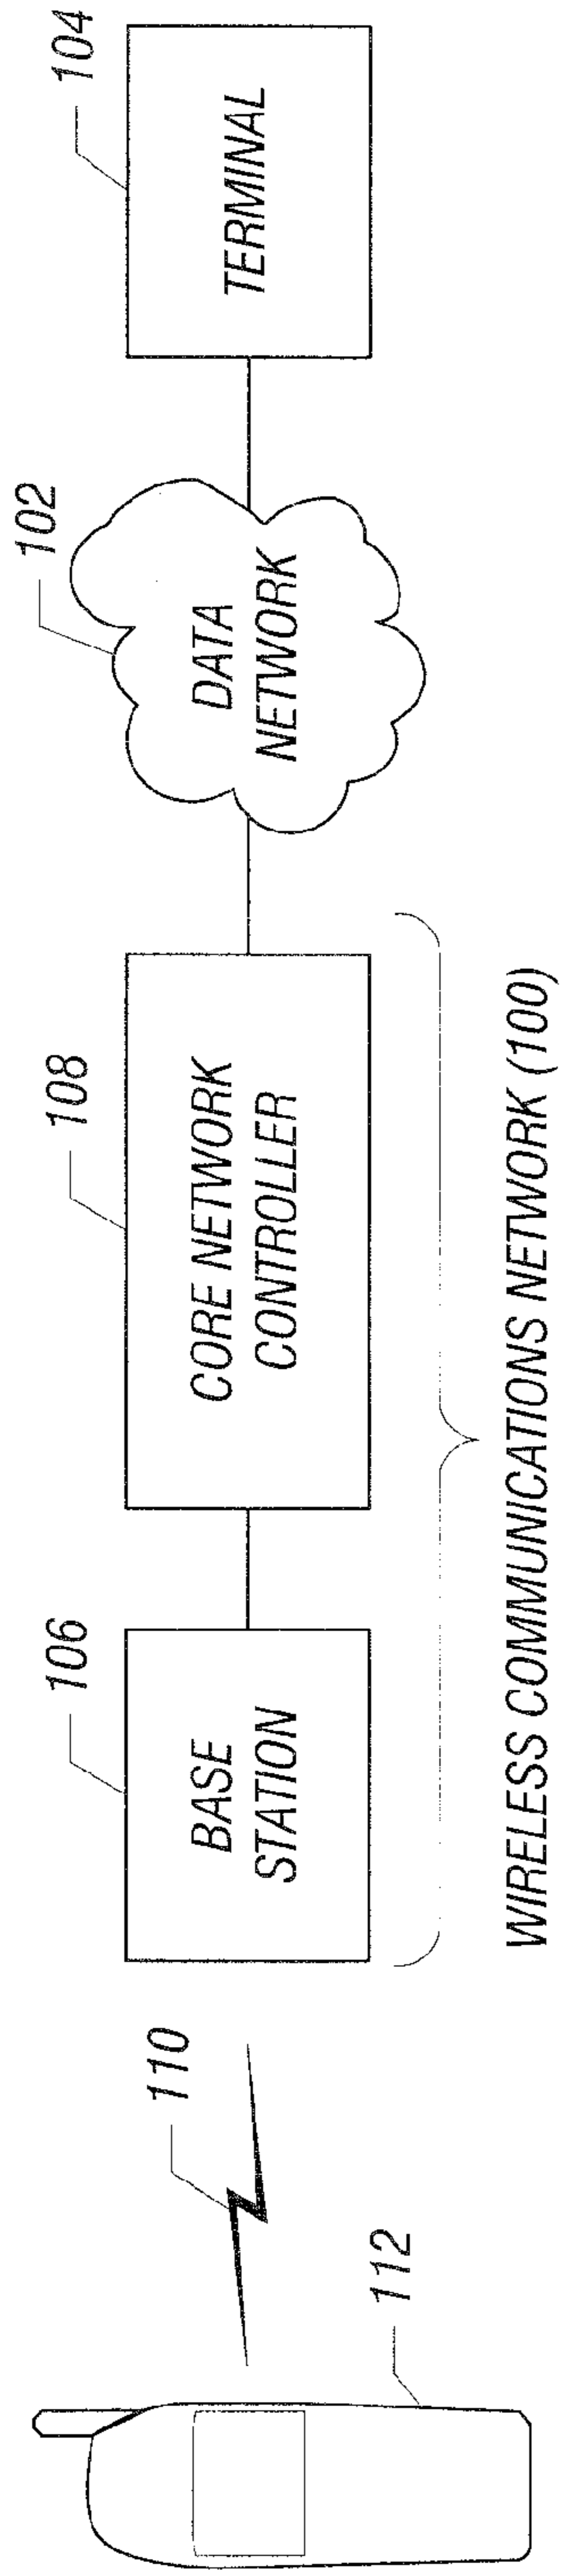 110
112
106
BASE
STATION
108
CORE NETWORK
CONTROLLER
WIRELESS COMMUNICATIONS NETWORK (100)
102
DATA
NETWORK
104
TERMINAL